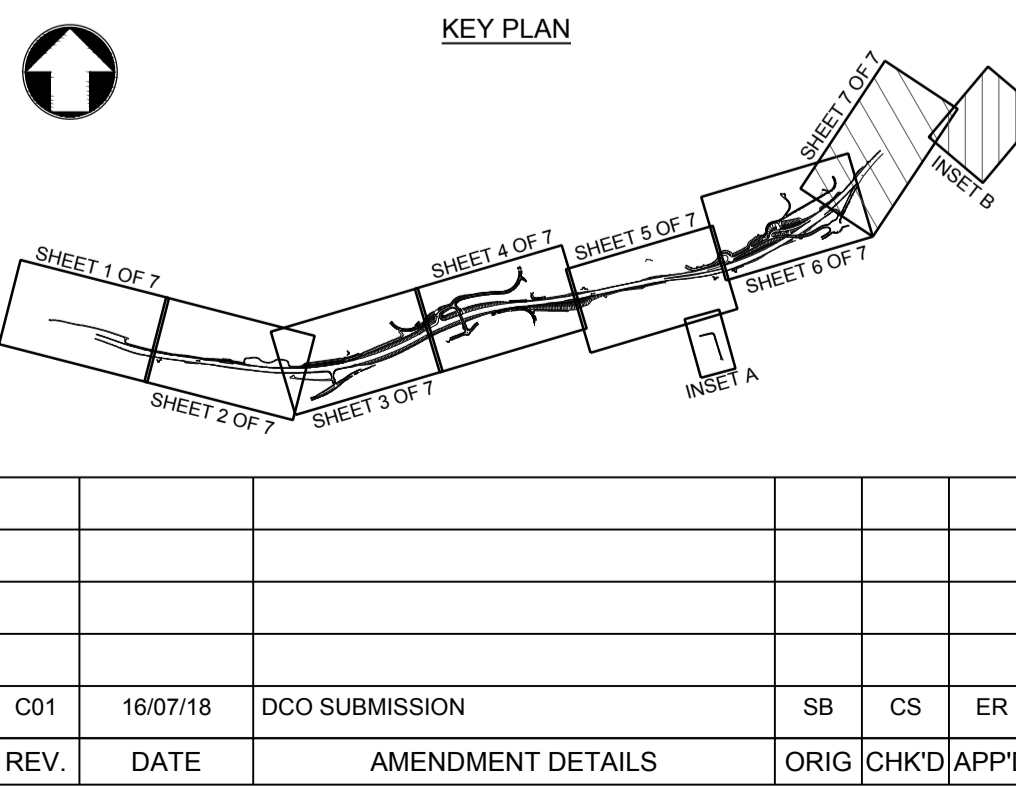 KEY PLAN
SHEET 1 OF 7
SHEET 2 OF 7
SHEET 3 OF 7
SHEET 4 OF 7
SHEET 5 OF 7
SHEET 6 OF 7
SHEET 7 OF 7
INSET A
INSET B
C01 16/07/18 DCO SUBMISSION SB CS ER
REV. DATE AMENDMENT DETAILS ORIG CHK'D APP'D